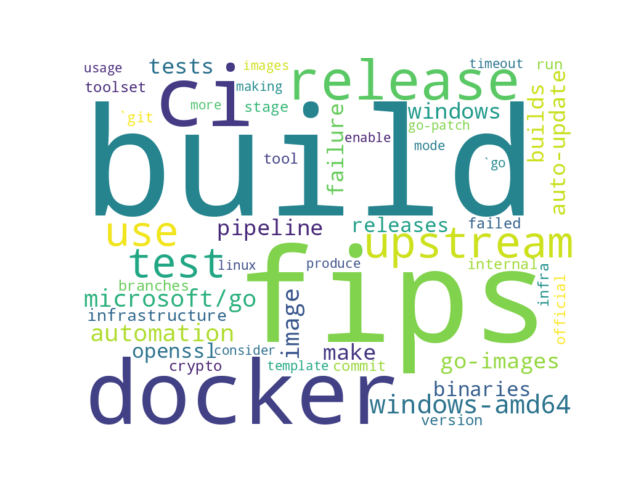 usage
tests
ci
images
release
timeout
run
toolset
making
more
stage
`git
failure
windows
go-patch
builds
auto-update
enable
mode
build
tool
`go
use
pipeline
releases
failed
upstream
test
linux
fips
produce
internal
infra
official
branches
microsoft/go
infrastructure
image
automation
openssl
consider
make
crypto
template
commit
go-images
docker
binaries
windows-amd64
version